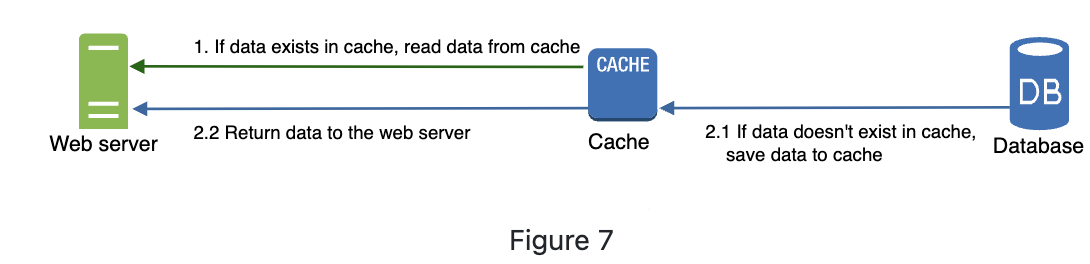 1. If data exists in cache, read data from cache
CACHE
DB
2.2 Return data to the web server
2.1 If data doesn't exist in cache,
save data to cache
Web server
Cache
Database
Figure 7